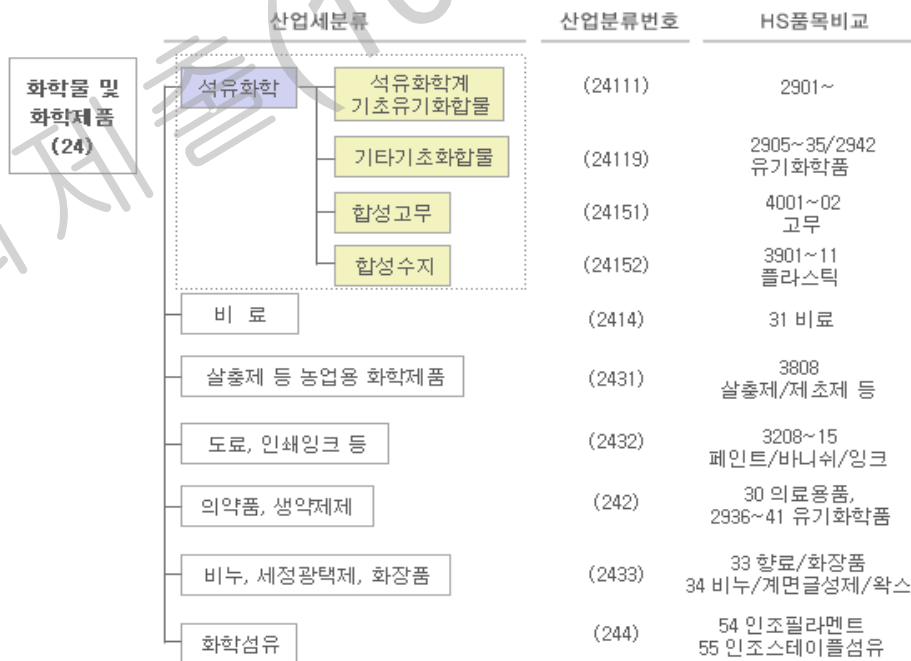 산업세분류 산업분류번호 HS품목비교
화학물 및
화학제품
(24)
석유화학
석유화학계
기초유기화합물
(24111)
2901~
기타기초화합물
(24119)
2905~35/2942
유기화학품
합성고무
(24151)
4001~02
고무
합성수지
(24152)
3901~11
플라스틱
비 료
(2414)
31 비료
살충제 등 농업용 화학제품
(2431)
3808
살충제/제초제 등
도료, 인쇄잉크 등
(2432)
3208~15
페인트/바니쉬/잉크
의약품, 생약제제
(242)
30 의료용품,
2936~41 유기화학품
비누, 세정광택제, 화장품
(2433)
33 향료/화장품
34 비누/계면글성제/왁스
화학섬유
(244)
54 인조필라멘트
55 인조스테이플섬유
제출(10